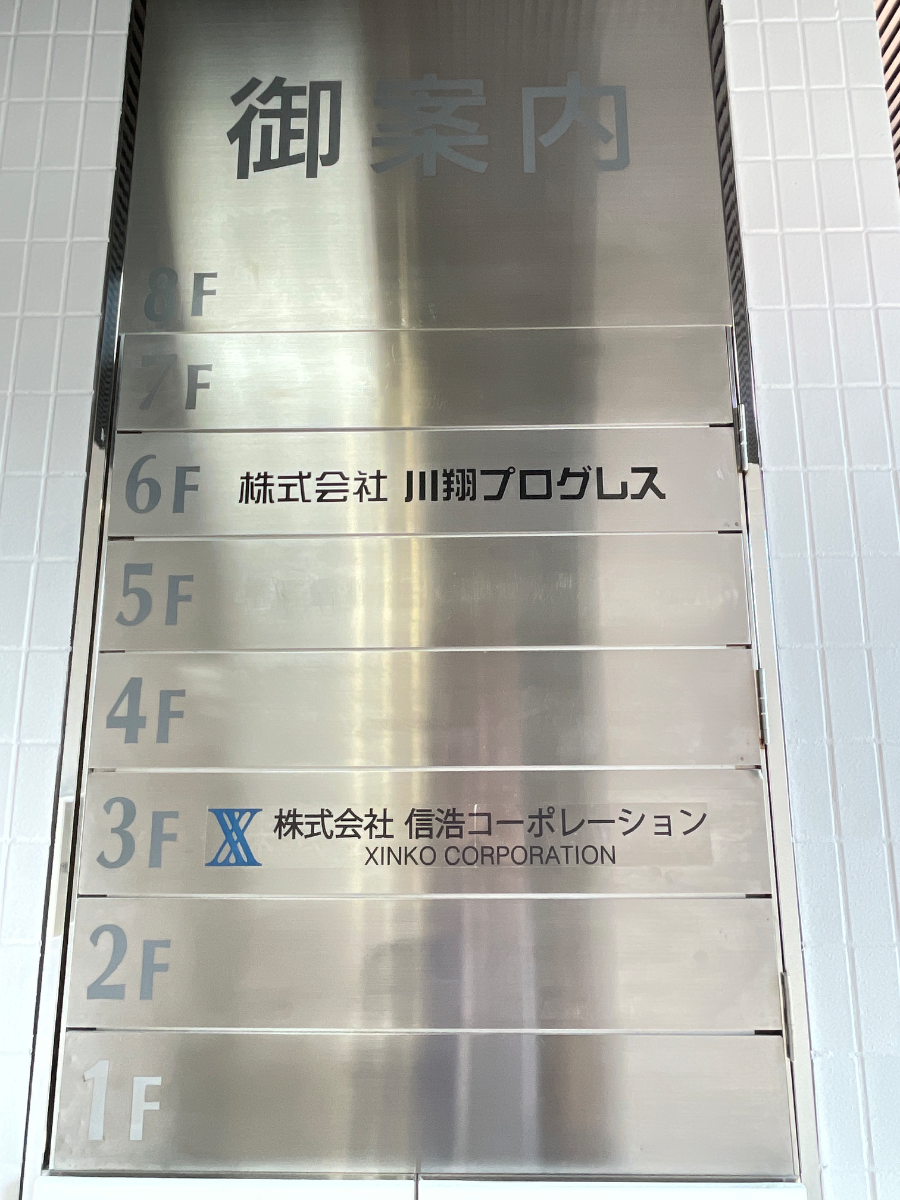 御案内
8F
7F
6F 株式会社 川翔プログレス
5F
4F
3F 株式会社 信浩コーポレーション
XINKO CORPORATION
2F
1F